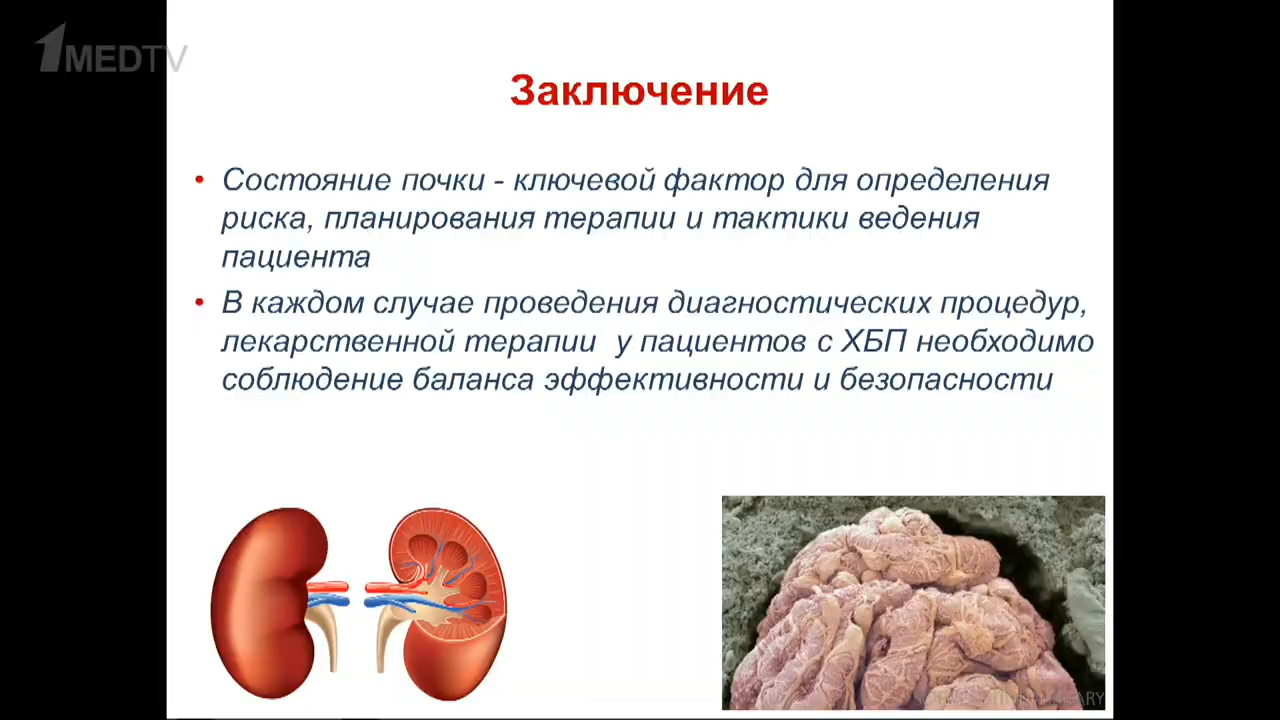 1MEDTV
Заключение
• Состояние почки - ключевой фактор для определения
риска, планирования терапии и тактики ведения
пациента
• В каждом случае проведения диагностических процедур,
лекарственной терапии у пациентов с ХБП необходимо
соблюдение баланса эффективности и безопасности